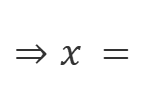 ⇒ x =